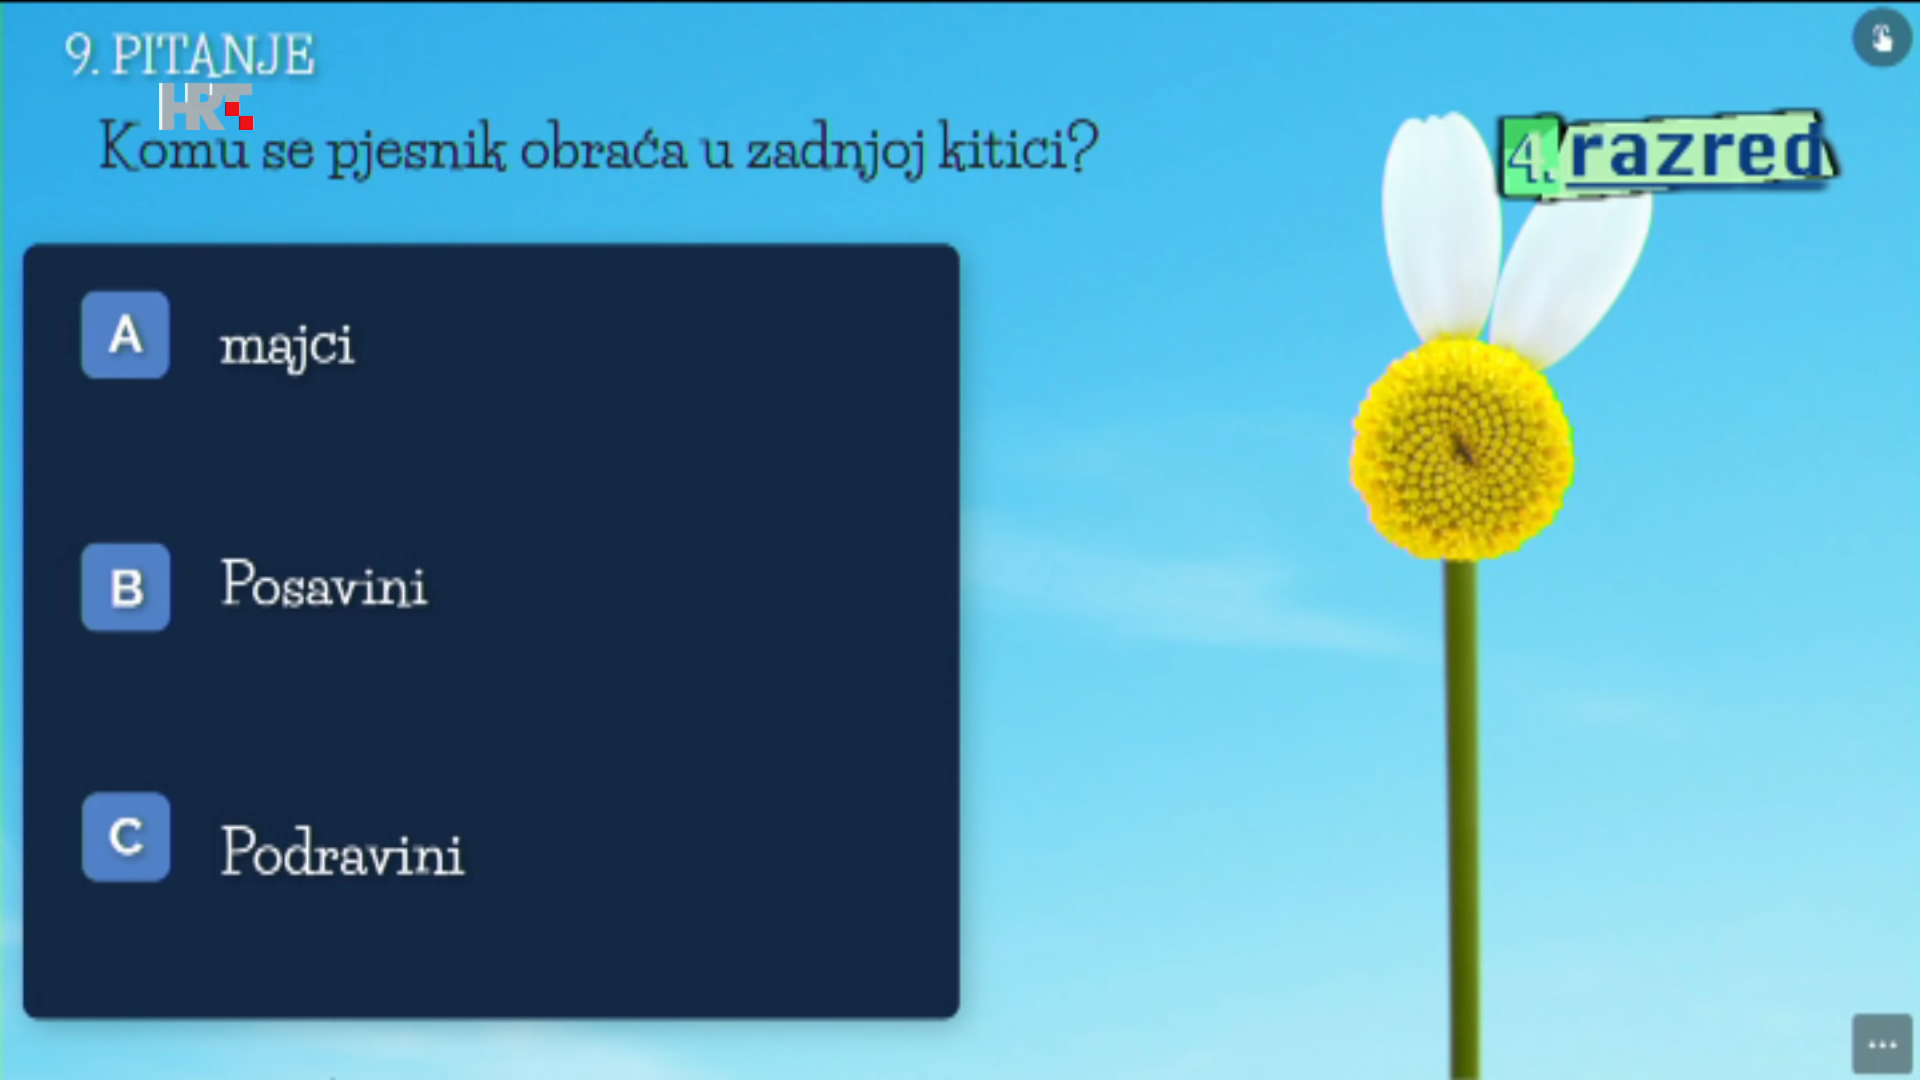 9. PITANJE
HRT
Komu se pjesnik obraća u zadnjoj kitici?
4. razred
A majci
B Posavini
C Podravini